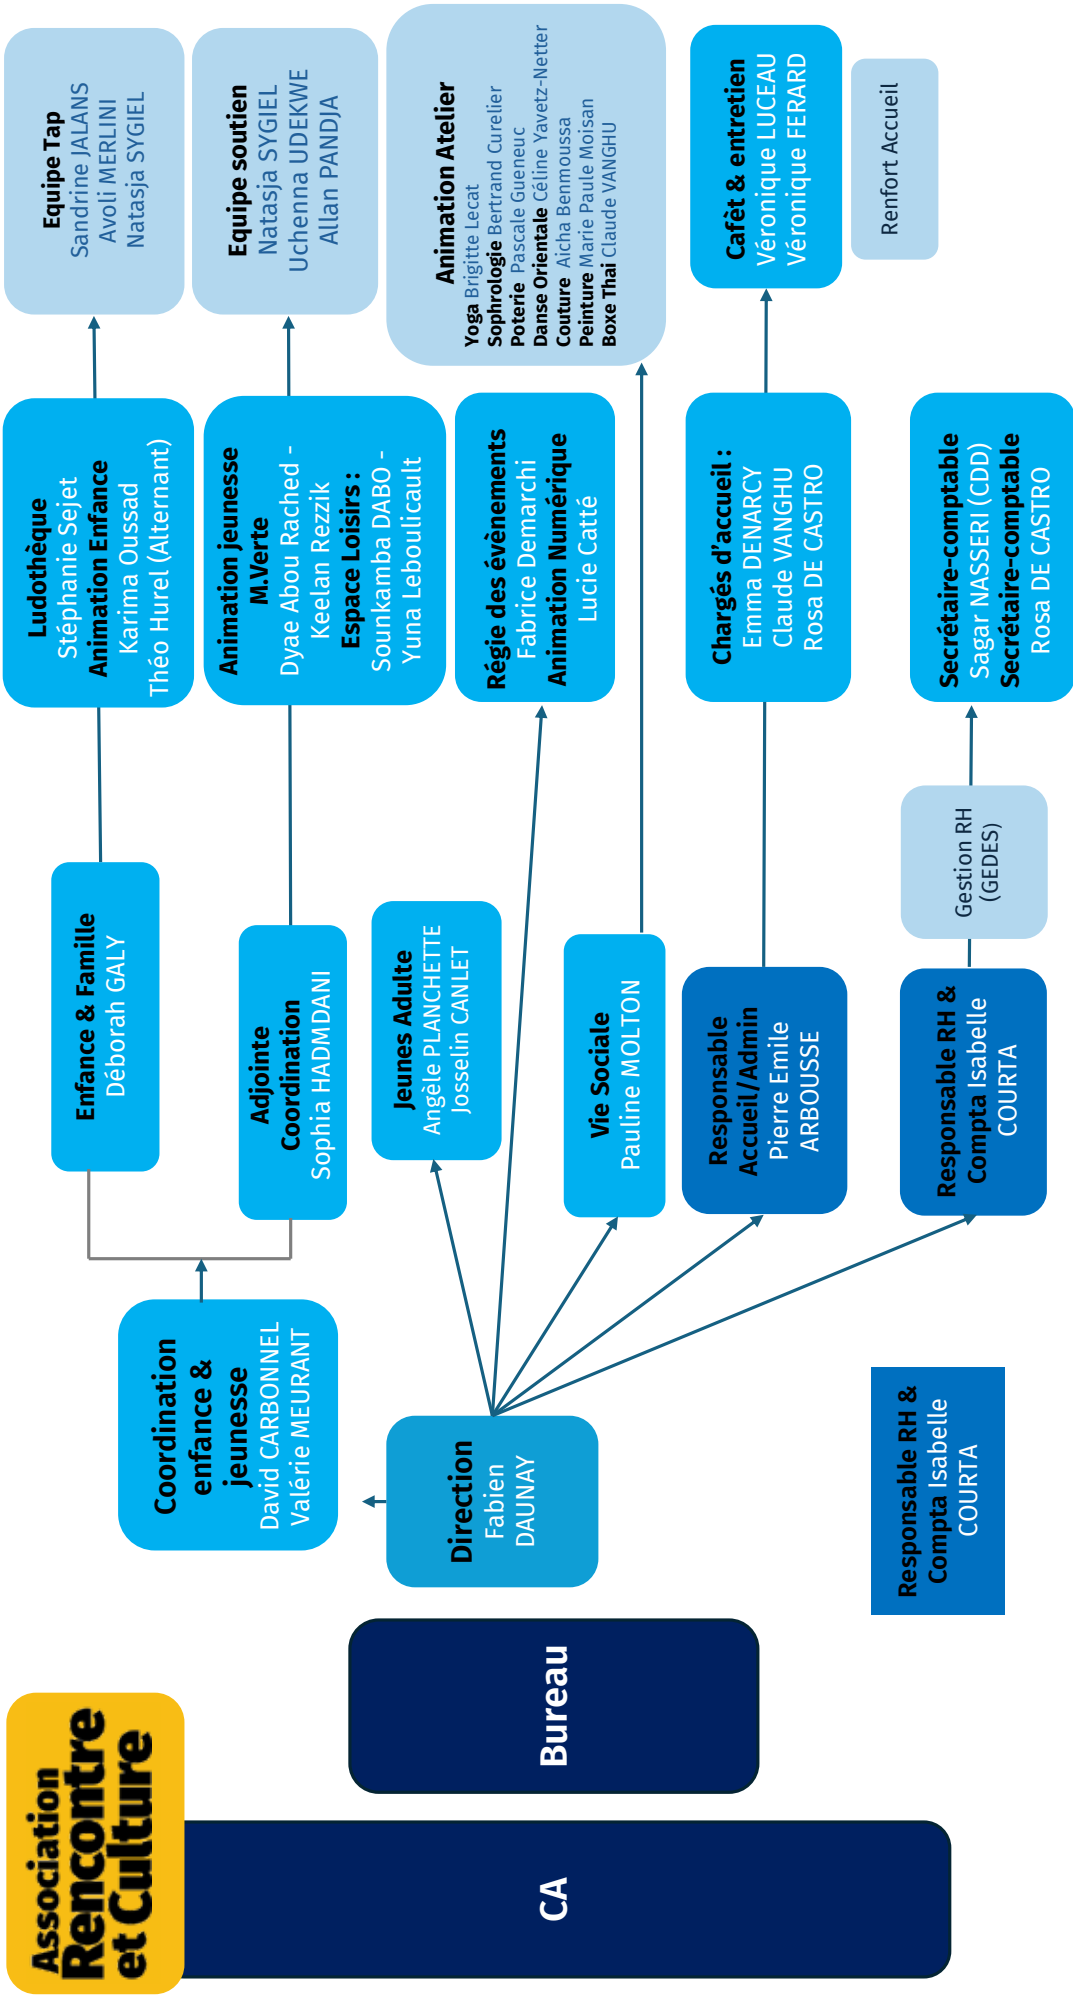 Association
Rencontre
et Culture
CA
Bureau
Direction
Fabien
DAUNAY
Responsable RH &
Compta Isabelle
COURTA
Coordination
enfance &
jeunesse
David CARBONNEL
Valérie MEURANT
Enfance & Famille
Déborah GALY
Adjointe
Coordination
Sophia HADMDANI
Jeunes Adulte
Angèle PLANCHETTE
Josselin CANLET
Vie Sociale
Pauline MOLTON
Responsable
Accueil/Admin
Pierre Emile
ARBOUSSE
Responsable RH &
Compta Isabelle
COURTA
Gestion RH
(GEDES)
Ludothèque
Stéphanie Sejet
Animation Enfance
Karima Oussad
Théo Hurel (Alternant)
Animation jeunesse
M.Verte
Dyae Abou Rached -
Keelan Rezzik
Espace Loisirs :
Sounkamba DABO -
Yuna Lebouticault
Régie des évènements
Fabrice Demarchi
Animation Numérique
Lucie Catté
Chargés d'accueil :
Emma DENARCY
Claude VANGHU
Rosa DE CASTRO
Secrétaire-comptable
Sagar NASSERI (CDD)
Secrétaire-comptable
Rosa DE CASTRO
Equipe Tap
Sandrine JALANS
Avoli MERLINI
Natasja SYGIEL
Equipe soutien
Natasja SYGIEL
Uchenna UDEKWE
Allan PANDJA
Animation Atelier
Yoga Brigitte Lecat
Sophrologie Bertrand Curelier
Poterie Pascale Gueneuc
Danse Orientale Céline Yavetz-Netter
Couture Aicha Benmoussa
Peinture Marie Paule Moisan
Boxe Thai Claude VANGHU
Cafèt & entretien
Véronique LUCEAU
Véronique FERARD
Renfort Accueil